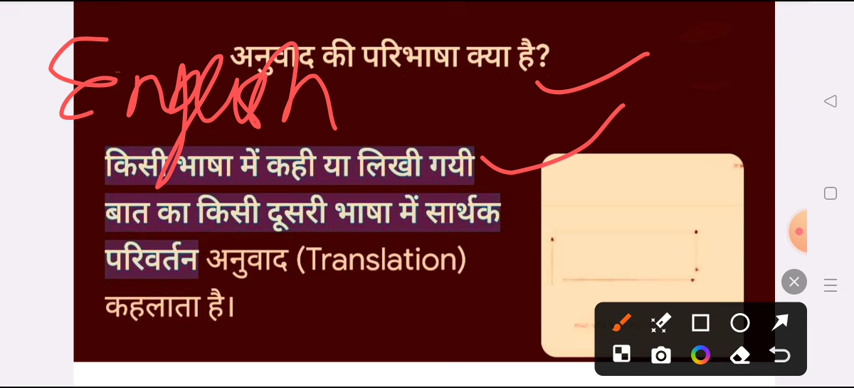 अनुवाद की परिभाषा क्या है?
English
किसी भाषा में कही या लिखी गयी
बात का किसी दूसरी भाषा में सार्थक
परिवर्तन अनुवाद (Translation)
कहलाता है।